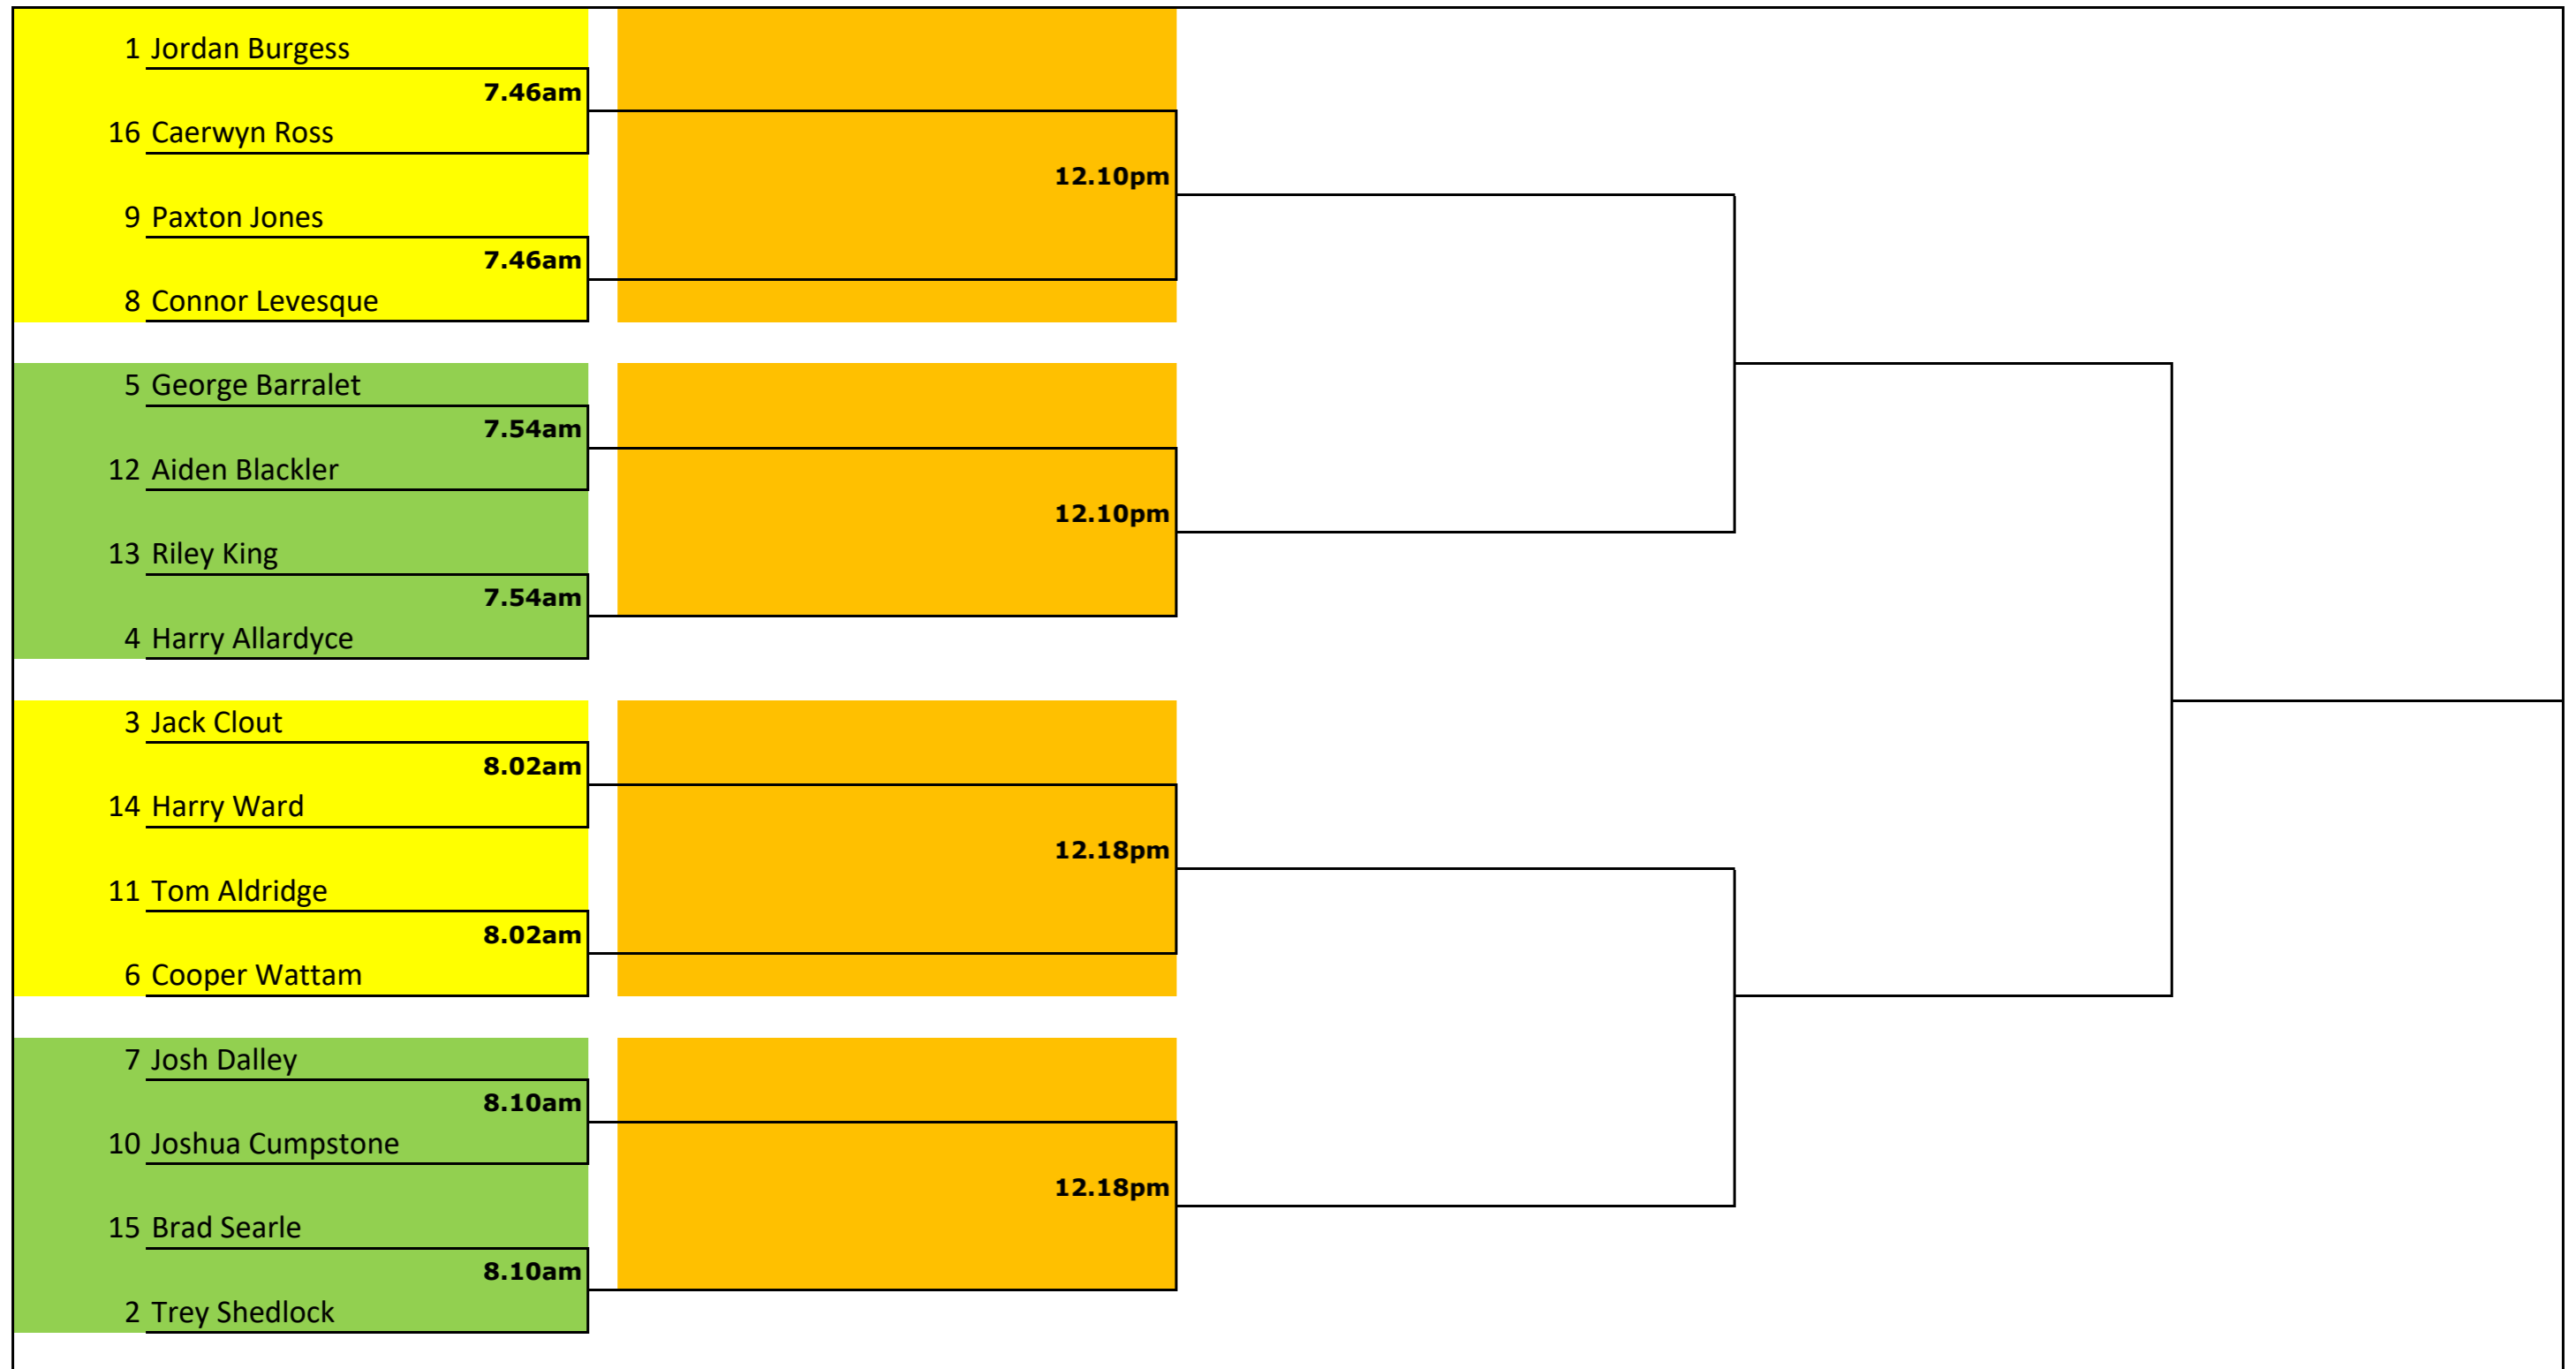 1 Jordan Burgess
7.46am
16 Caerwyn Ross
12.10pm
9 Paxton Jones
7.46am
8 Connor Levesque
5 George Barralet
7.54am
12 Aiden Blackler
12.10pm
13 Riley King
7.54am
4 Harry Allardyce
3 Jack Clout
8.02am
14 Harry Ward
12.18pm
11 Tom Aldridge
8.02am
6 Cooper Wattam
7 Josh Dalley
8.10am
10 Joshua Cumpstone
12.18pm
15 Brad Searle
8.10am
2 Trey Shedlock